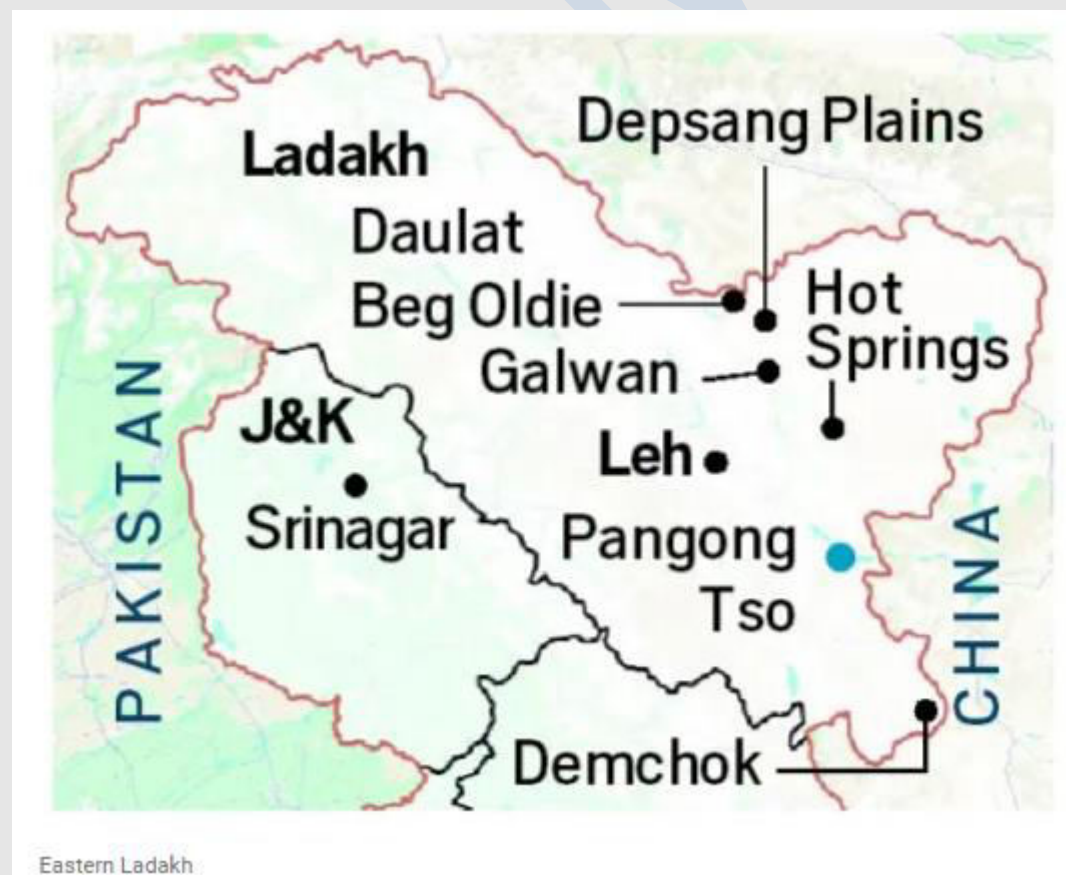 Depsang Plains
Ladakh
Daulat
Beg Oldie
Hot
Springs
Galwan
PAKISTAN
J&K
Leh
Srinagar
Pangong
Tso
CHINA
Demchok
Eastern Ladakh